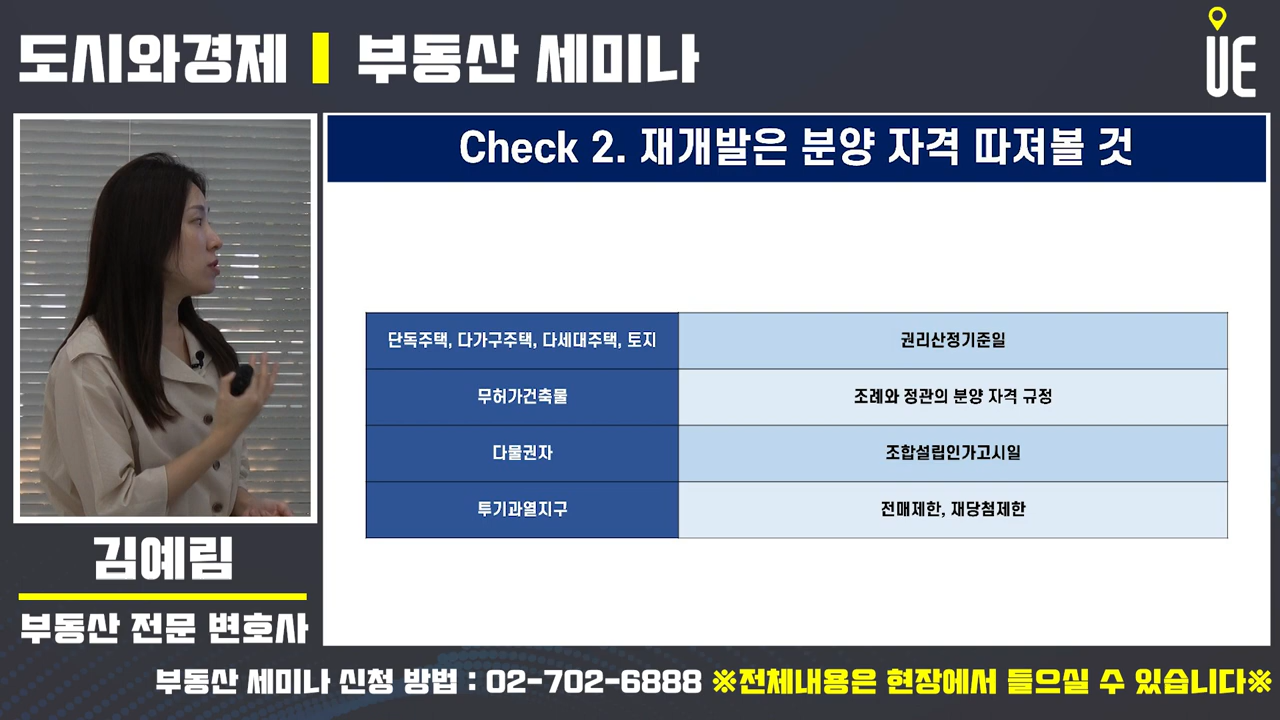 도시와경제 부동산 세미나
UE
Check 2. 재개발은 분양 자격 따져볼 것
단독주택, 다가구주택, 다세대주택, 토지
권리산정기준일
무허가건축물
조례와 정관의 분양 자격 규정
다물권자
조합설립인가고시일
투기과열지구
전매제한, 재당첨제한
김예림
부동산 전문 변호사
부동산 세미나 신청 방법 : 02-702-6888 ※전체내용은 현장에서 들으실 수 있습니다※